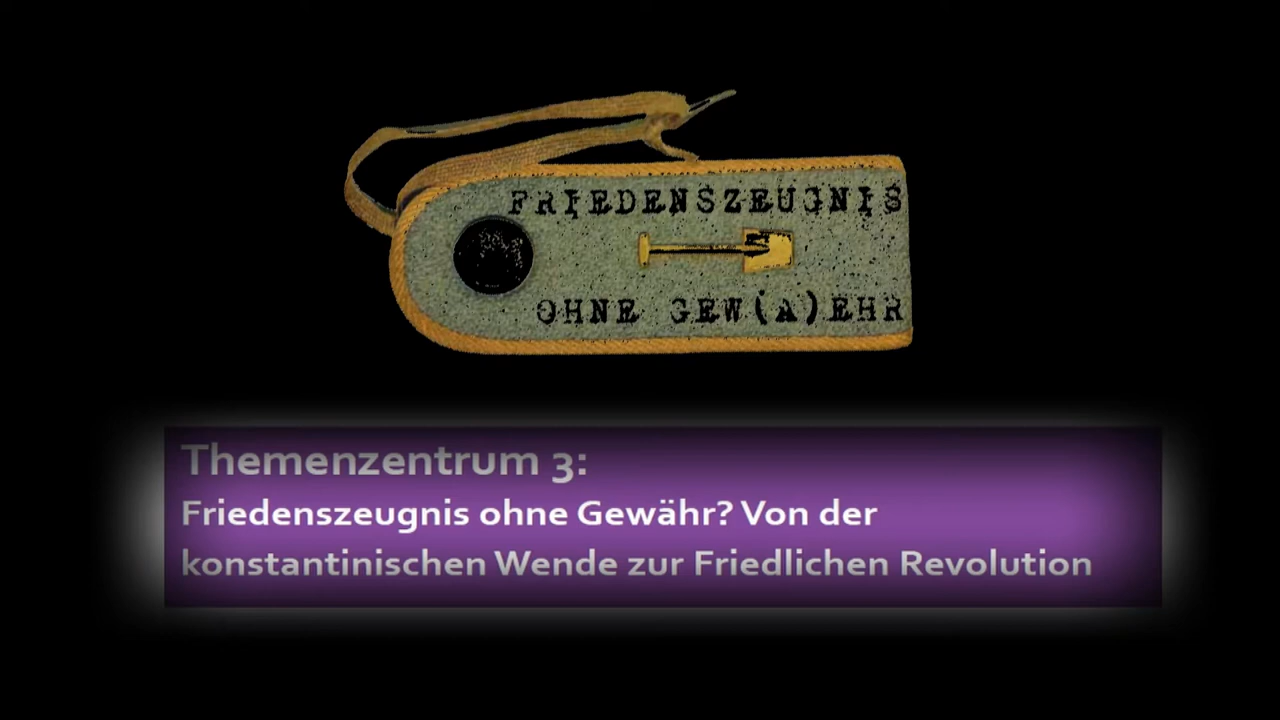 FRIEDENSZEUGNIS
OHNE GEW(A)EHR
Themenzentrum 3:
Friedenszeugnis ohne Gewähr? Von der
konstantinischen Wende zur Friedlichen Revolution